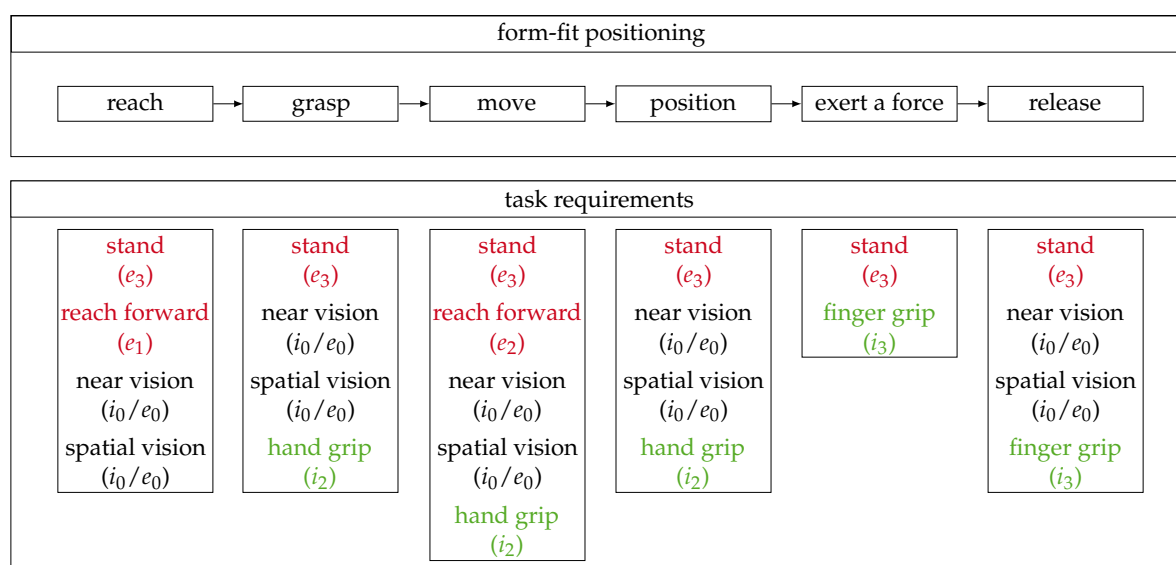 form-fit positioning
reach
grasp
move
position
exert a force
release
task requirements
stand
(e3)
reach forward
(e1)
near vision
(i0/e0)
spatial vision
(i0/e0)
stand
(e3)
near vision
(i0/e0)
spatial vision
(i0/e0)
hand grip
(i2)
stand
(e3)
reach forward
(e2)
near vision
(i0/e0)
spatial vision
(i0/e0)
hand grip
(i2)
stand
(e3)
near vision
(i0/e0)
spatial vision
(i0/e0)
hand grip
(i2)
stand
(e3)
finger grip
(i3)
stand
(e3)
near vision
(i0/e0)
spatial vision
(i0/e0)
finger grip
(i3)